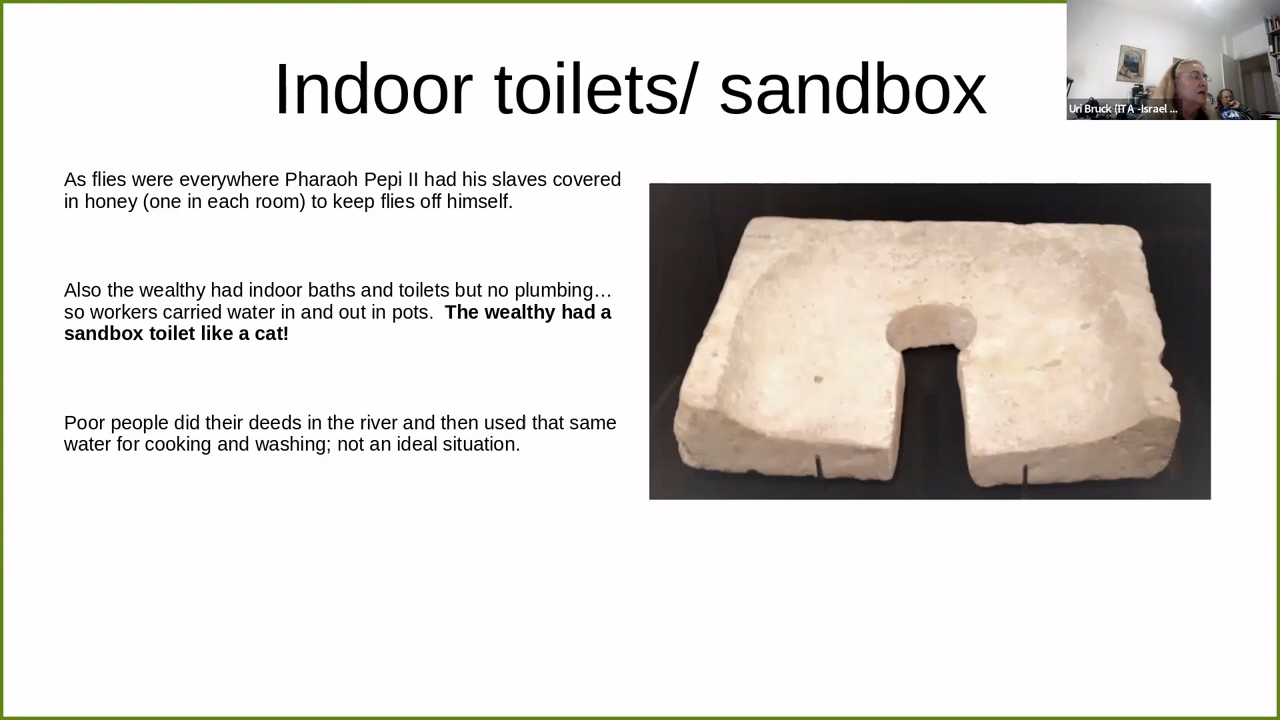 Indoor toilets/ sandbox
Uri Bruck (ITA -Israel ...
As flies were everywhere Pharaoh Pepi II had his slaves covered
in honey (one in each room) to keep flies off himself.
Also the wealthy had indoor baths and toilets but no plumbing…
so workers carried water in and out in pots.  The wealthy had a
sandbox toilet like a cat!
Poor people did their deeds in the river and then used that same
water for cooking and washing; not an ideal situation.